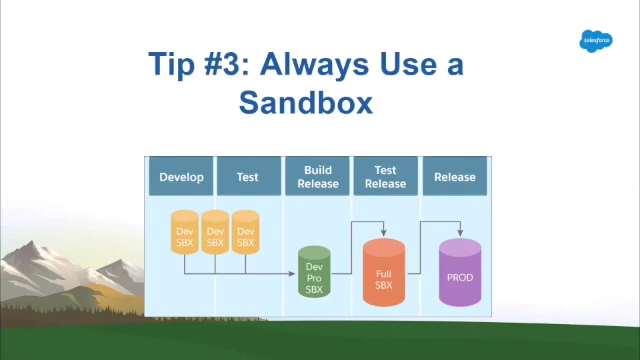 salesforce
Tip #3: Always Use a
Sandbox
Develop
Test
Build
Release
Test
Release
Release
Dev
SBX
Dev
SBX
Dev
SBX
Dev
Pro
SBX
Full
SBX
PROD